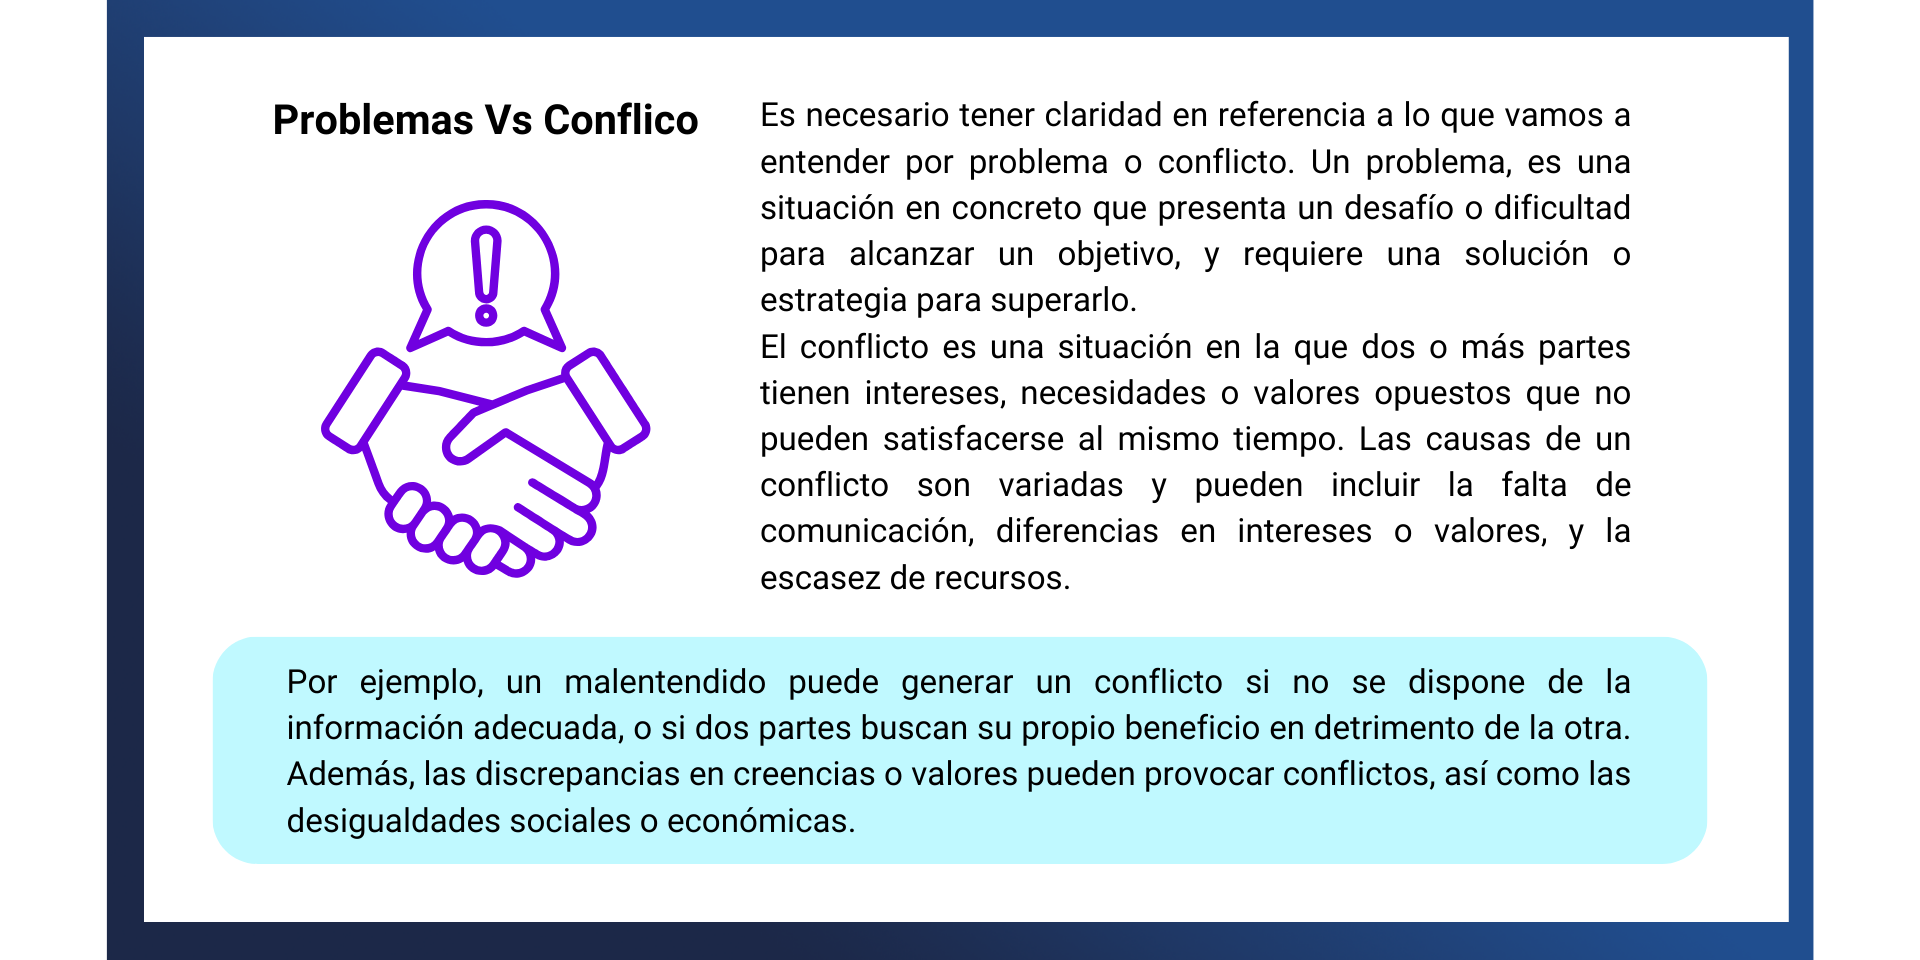 Problemas Vs Conflico
Es necesario tener claridad en referencia a lo que vamos a
entender por problema o conflicto. Un problema, es una
situación en concreto que presenta un desafío o dificultad
para alcanzar un objetivo, y requiere una solución o
estrategia para superarlo.
El conflicto es una situación en la que dos o más partes
tienen intereses, necesidades o valores opuestos que no
pueden satisfacerse al mismo tiempo. Las causas de un
conflicto son variadas y pueden incluir la falta de
comunicación, diferencias en intereses o valores, y la
escasez de recursos.
Por ejemplo, un malentendido puede generar un conflicto si no se dispone de la
información adecuada, o si dos partes buscan su propio beneficio en detrimento de la otra.
Además, las discrepancias en creencias o valores pueden provocar conflictos, así como las
desigualdades sociales o económicas.